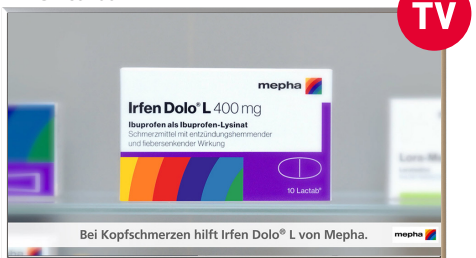 TV
mepha
Irfen Dolo® L 400 mg
Ibuprofen als Ibuprofen-Lysinat
Schmerzmittel mit entzündungshemmender
und fiebersenkender Wirkung
10 Lactab®
Bei Kopfschmerzen hilft Irfen Dolo® L von Mepha.
mepha